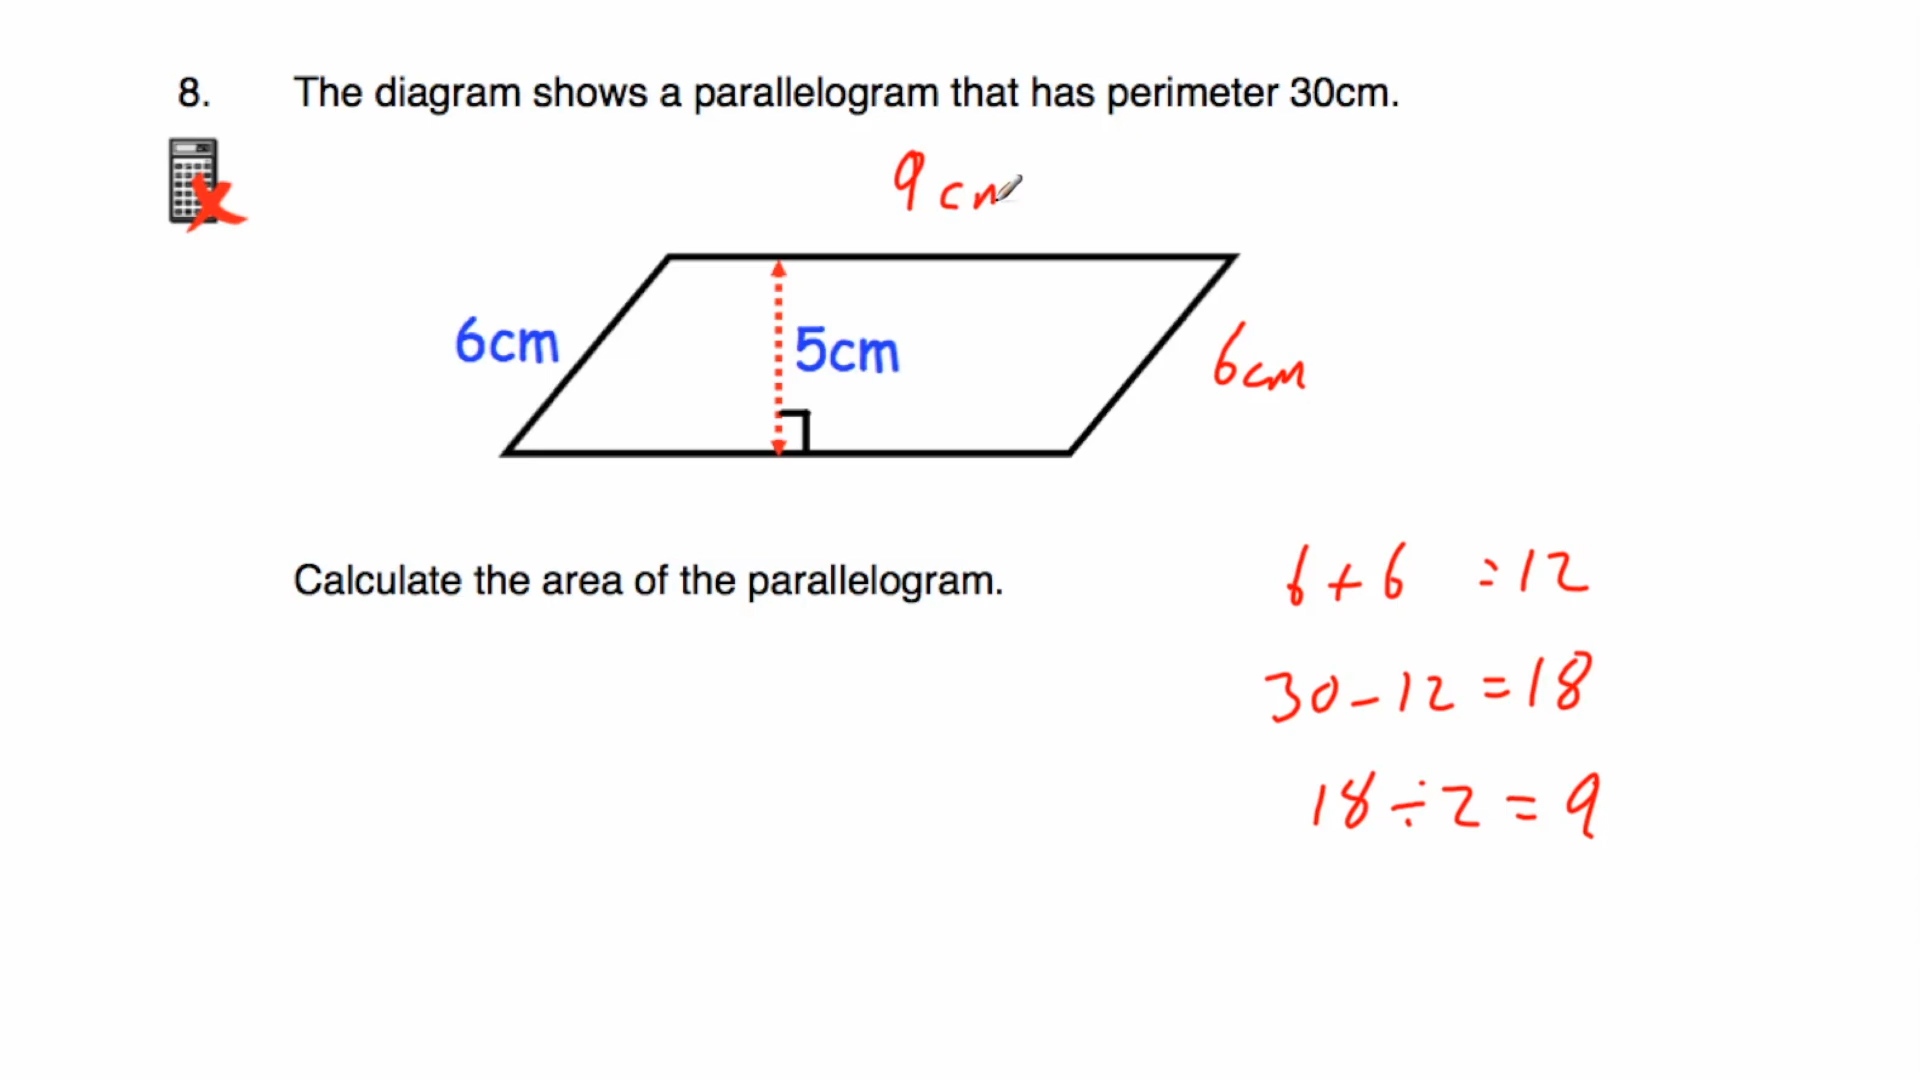 8. The diagram shows a parallelogram that has perimeter 30cm.
9cm
6cm
5cm
6cm
Calculate the area of the parallelogram.
6+6 =12
30-12=18
18÷2=9